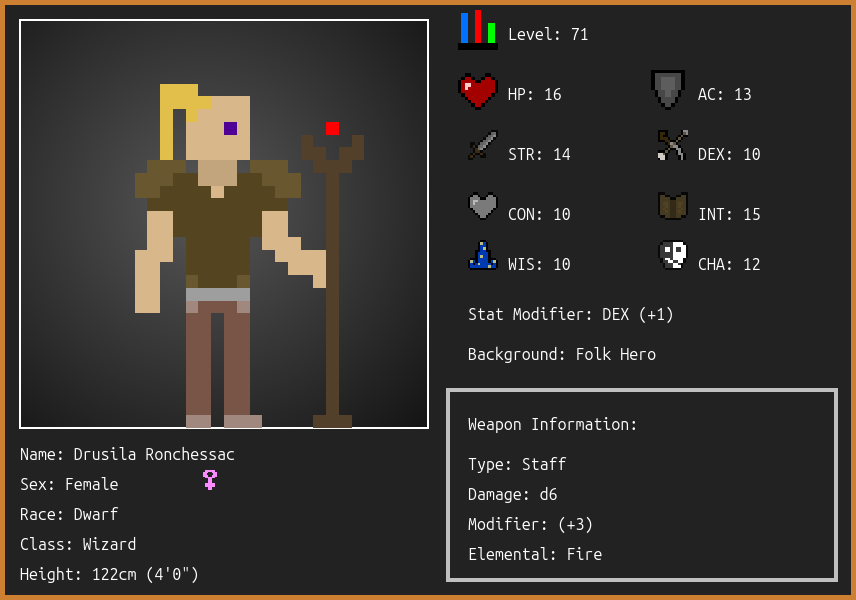 Level: 71
HP: 16
AC: 13
STR: 14
DEX: 10
CON: 10
INT: 15
WIS: 10
CHA: 12
Stat Modifier: DEX (+1)
Background: Folk Hero
Weapon Information:
Type: Staff
Damage: d6
Modifier: (+3)
Elemental: Fire
Name: Drusila Ronchessac
Sex: Female
Race: Dwarf
Class: Wizard
Height: 122cm (4'0")